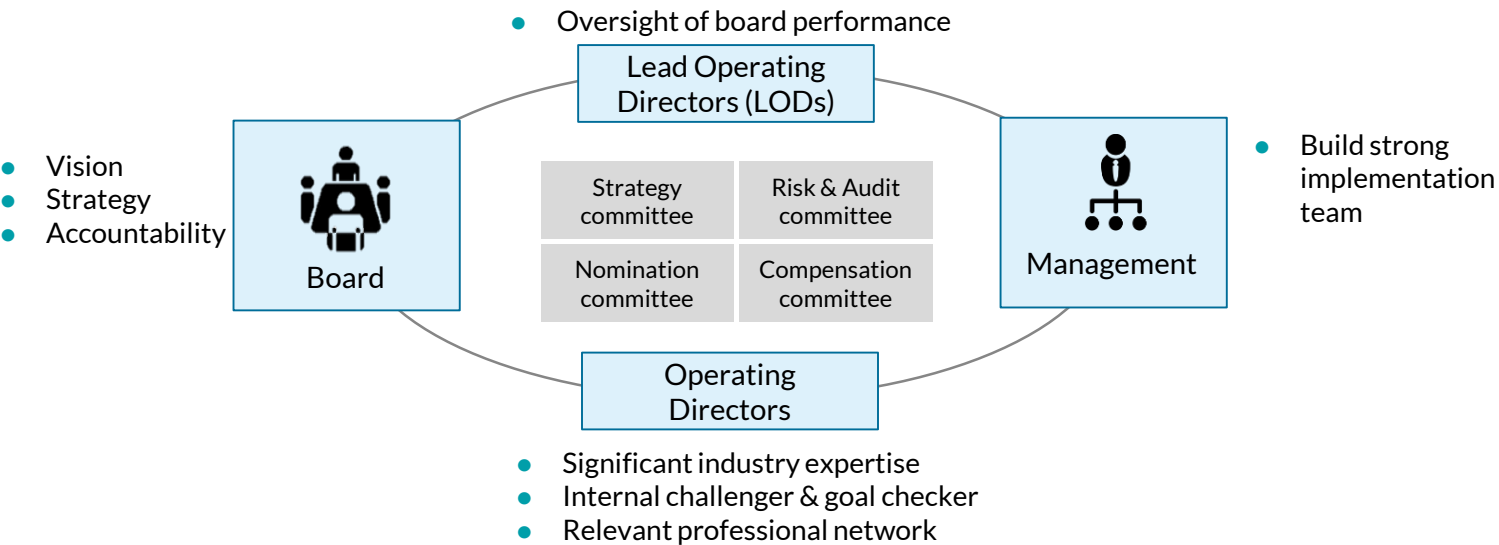 Oversight of board performance
Lead Operating
Directors (LODs)
Vision
Strategy
Accountability
Board
Strategy
committee
Risk & Audit
committee
Nomination
committee
Compensation
committee
Management
Build strong
implementation
team
Operating
Directors
Significant industry expertise
Internal challenger & goal checker
Relevant professional network